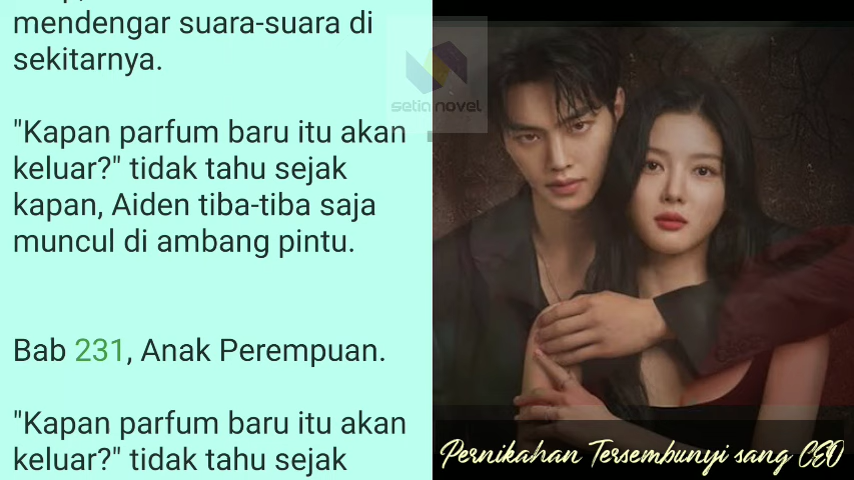 mendengar suara-suara di
sekitarnya.
"Kapan parfum baru itu akan
keluar?" tidak tahu sejak
kapan, Aiden tiba-tiba saja
muncul di ambang pintu.
Bab 231, Anak Perempuan.
"Kapan parfum baru itu akan
keluar?" tidak tahu sejak
setia novel
Pernikahan Tersembunyi sang CEO